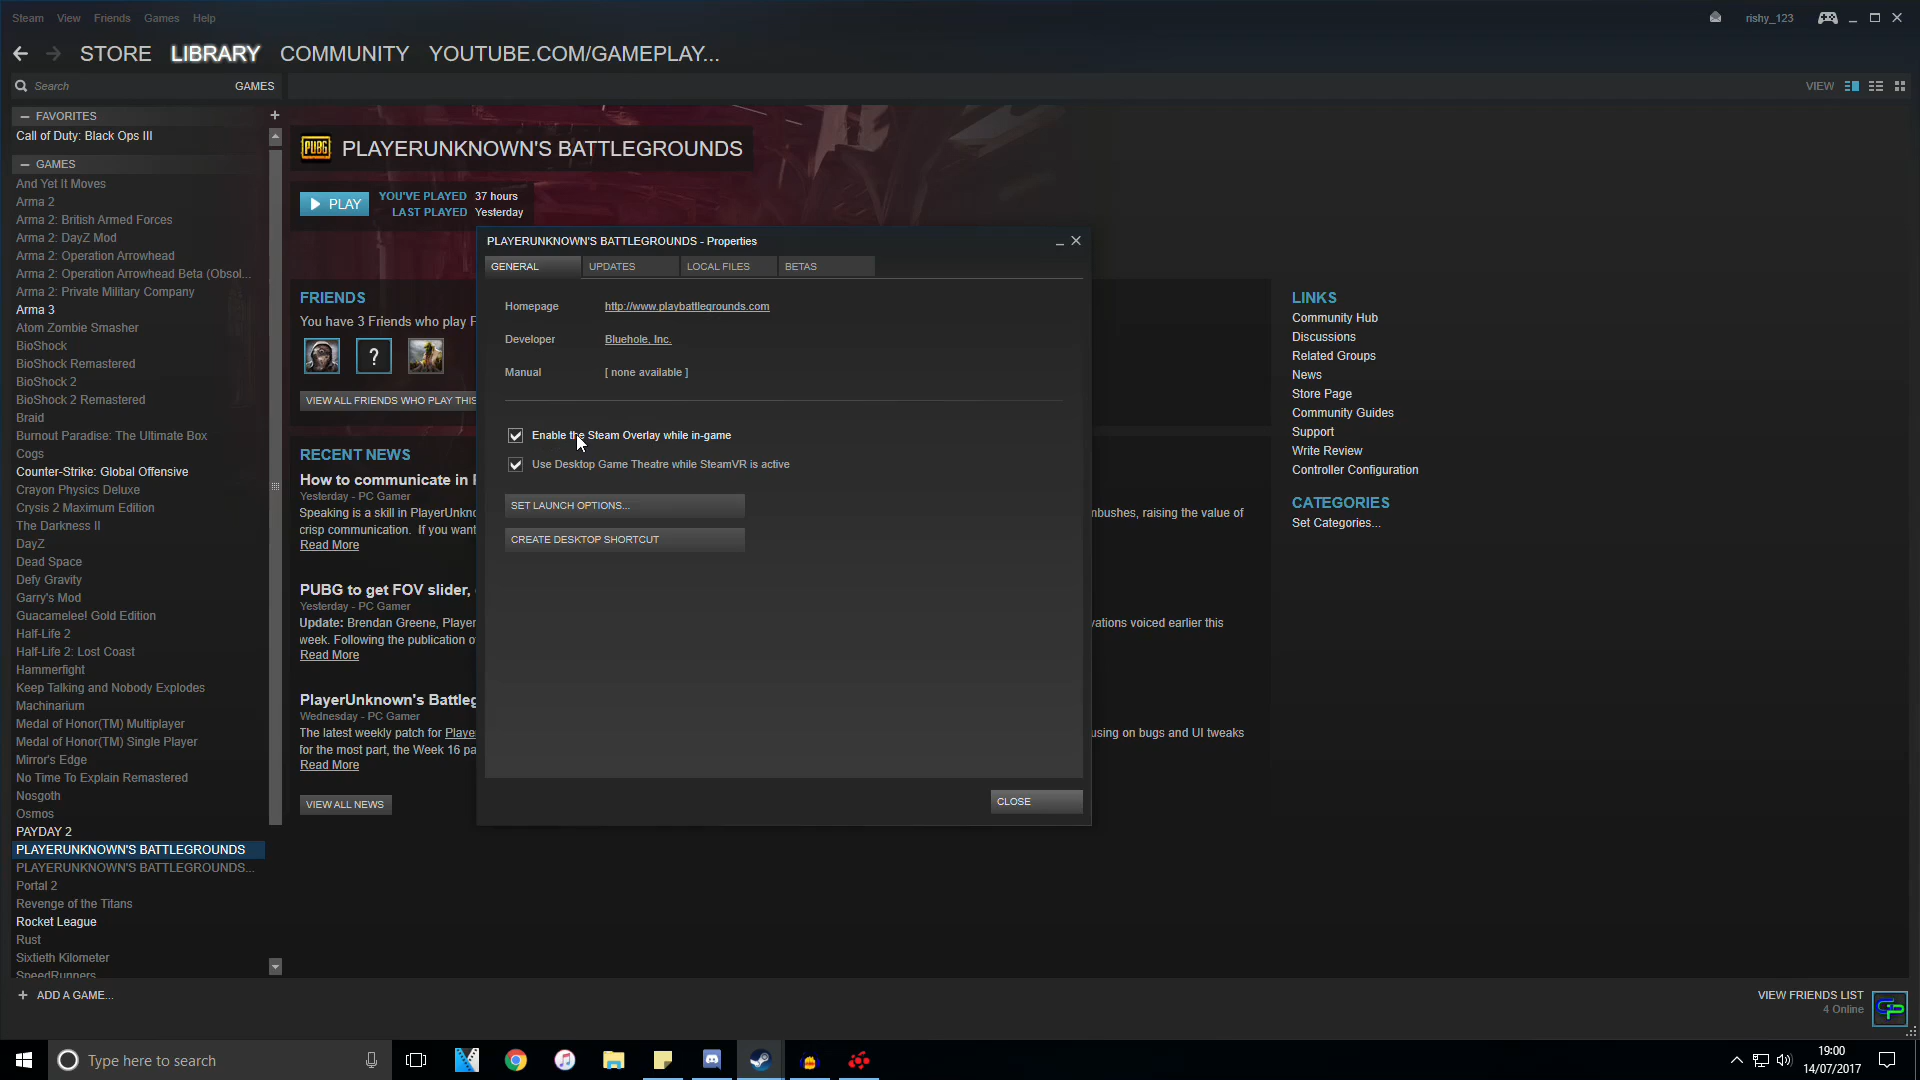 Steam View Friends Games Help
rishy_123
STORE LIBRARY COMMUNITY YOUTUBE.COM/GAMEPLAY...
Search GAMES
VIEW
FAVORITES
Call of Duty: Black Ops III
GAMES
And Yet It Moves
Arma 2
Arma 2: British Armed Forces
Arma 2: DayZ Mod
Arma 2: Operation Arrowhead
Arma 2: Operation Arrowhead Beta (Obsol...
Arma 2: Private Military Company
Arma 3
Atom Zombie Smasher
BioShock
BioShock Remastered
BioShock 2
BioShock 2 Remastered
Braid
Burnout Paradise: The Ultimate Box
Cogs
Counter-Strike: Global Offensive
Crayon Physics Deluxe
Crysis 2 Maximum Edition
The Darkness II
DayZ
Dead Space
Defy Gravity
Garry's Mod
Guacamelee! Gold Edition
Half-Life 2
Half-Life 2: Lost Coast
Hammerfight
Keep Talking and Nobody Explodes
Machinarium
Medal of Honor(TM) Multiplayer
Medal of Honor(TM) Single Player
Mirror's Edge
No Time To Explain Remastered
Nosgoth
Osmos
PAYDAY 2
PLAYERUNKNOWN'S BATTLEGROUNDS
PLAYERUNKNOWN'S BATTLEGROUNDS...
Portal 2
Revenge of the Titans
Rocket League
Rust
Sixtieth Kilometer
SpeedRunners
ADD A GAME...
PUBG
PLAYERUNKNOWN'S BATTLEGROUNDS
PLAY
YOU'VE PLAYED 37 hours
LAST PLAYED Yesterday
FRIENDS
You have 3 Friends who play
?
VIEW ALL FRIENDS WHO PLAY THIS
RECENT NEWS
How to communicate in
Yesterday - PC Gamer
Speaking is a skill in PlayerUnkno
crisp communication. If you want
mbushes, raising the value of
Read More
PUBG to get FOV slider,
Yesterday - PC Gamer
Update: Brendan Greene, Player
week. Following the publication o
vations voiced earlier this
Read More
PlayerUnknown's Battleg
Wednesday - PC Gamer
The latest weekly patch for Playe
for the most part, the Week 16 pa
using on bugs and UI tweaks
Read More
VIEW ALL NEWS
PLAYERUNKNOWN'S BATTLEGROUNDS - Properties
GENERAL UPDATES LOCAL FILES BETAS
Homepage http://www.playbattlegrounds.com
Developer Bluehole, Inc.
Manual [ none available ]
Enable the Steam Overlay while in-game
Use Desktop Game Theatre while SteamVR is active
SET LAUNCH OPTIONS...
CREATE DESKTOP SHORTCUT
CLOSE
LINKS
Community Hub
Discussions
Related Groups
News
Store Page
Community Guides
Support
Write Review
Controller Configuration
CATEGORIES
Set Categories...
VIEW FRIENDS LIST
4 Online
Type here to search
19:00
14/07/2017